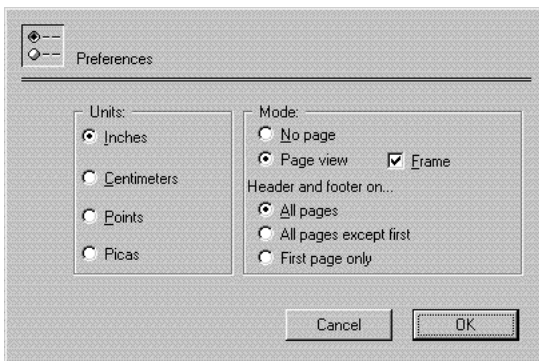 Preferences
Units:
Inches
Centimeters
Points
Picas
Mode:
No page
Page view
Frame
Header and footer on...
All pages
All pages except first
First page only
Cancel
OK